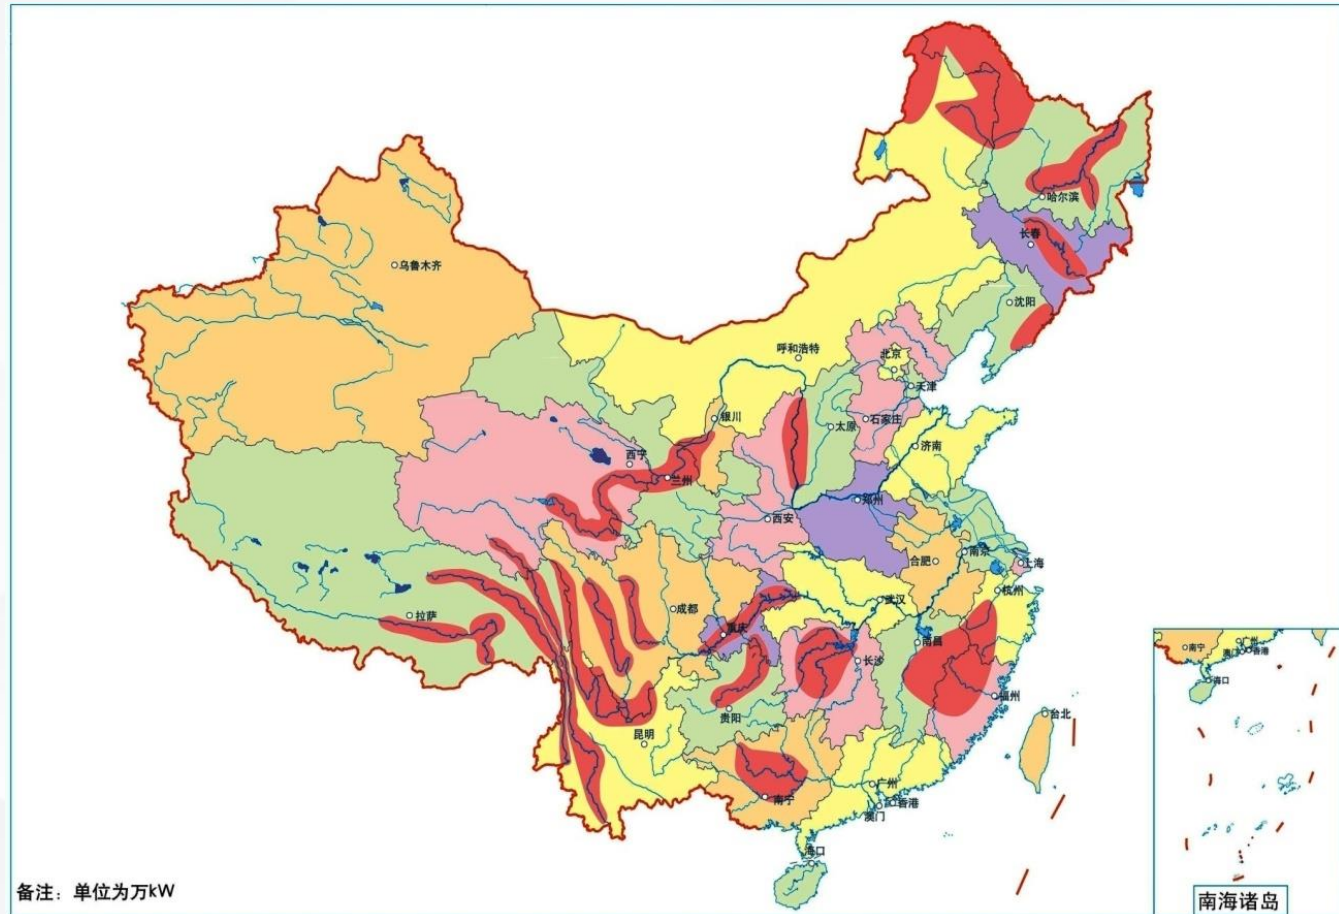 哈尔滨
长春
乌鲁木齐
沈阳
呼和浩特
北京
天津
银川
石家庄
太原
济南
西宁
兰州
郑州
西安
南京
合肥
上海
杭州
武汉
成都
拉萨
重庆
南昌
长沙
福州
贵阳
台北
昆明
广州
南宁
香港
澳门
海口
广州
澳门
香港
南宁
海口
备注：单位为万kW
南海诸岛